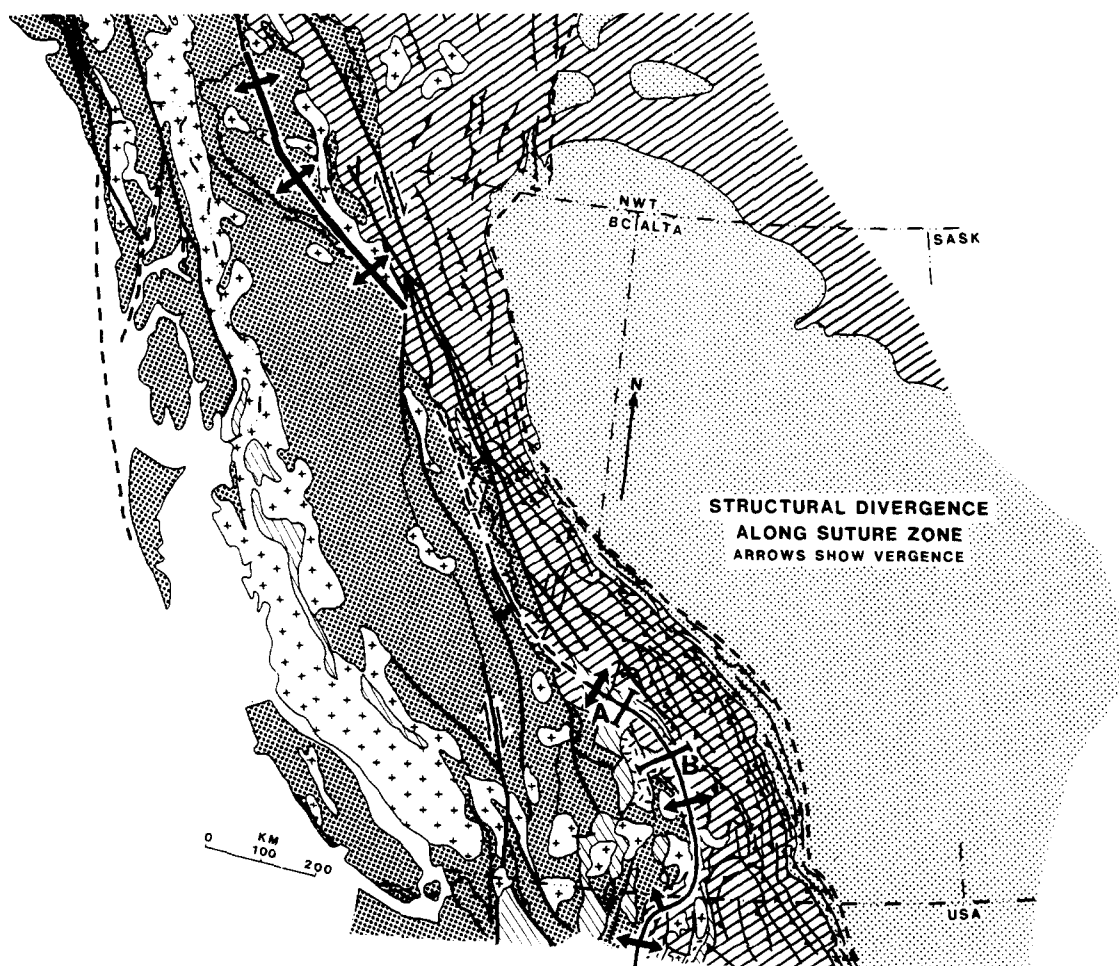 NWT
BC ALTA
SASK
N
STRUCTURAL DIVERGENCE
ALONG SUTURE ZONE
ARROWS SHOW VERGENCE
A
B
KM
0 100 200
USA